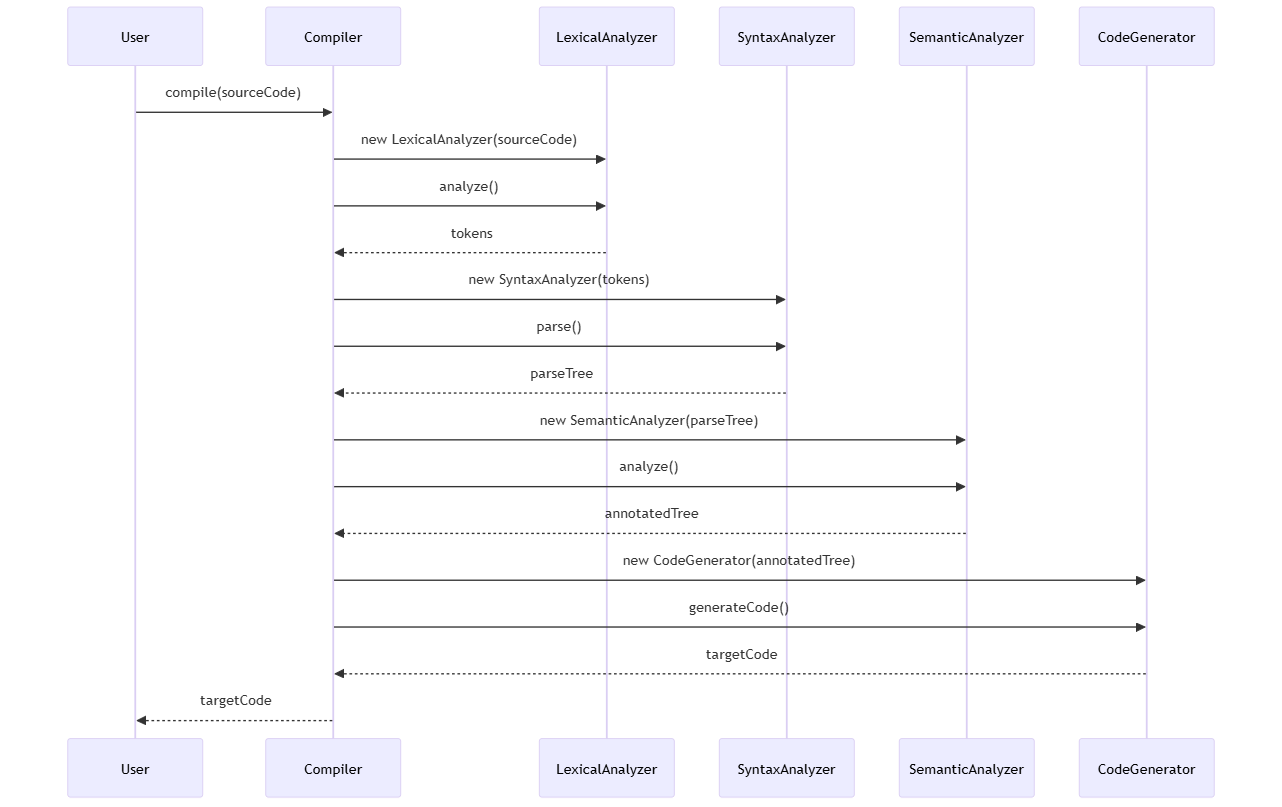 User
Compiler
LexicalAnalyzer
SyntaxAnalyzer
SemanticAnalyzer
CodeGenerator
compile(sourceCode)
new LexicalAnalyzer(sourceCode)
analyze()
tokens
new SyntaxAnalyzer(tokens)
parse()
parseTree
new SemanticAnalyzer(parseTree)
analyze()
annotatedTree
new CodeGenerator(annotatedTree)
generateCode()
targetCode
targetCode
User
Compiler
LexicalAnalyzer
SyntaxAnalyzer
SemanticAnalyzer
CodeGenerator